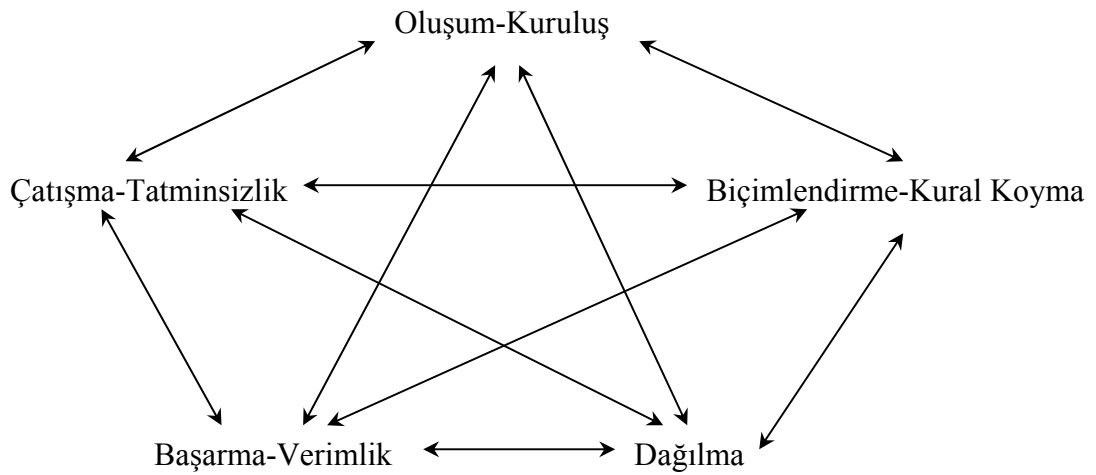 Oluşum-Kuruluş
Çatışma-Tatminsizlik
Biçimlendirme-Kural Koyma
Başarma-Verimlik
Dağılma